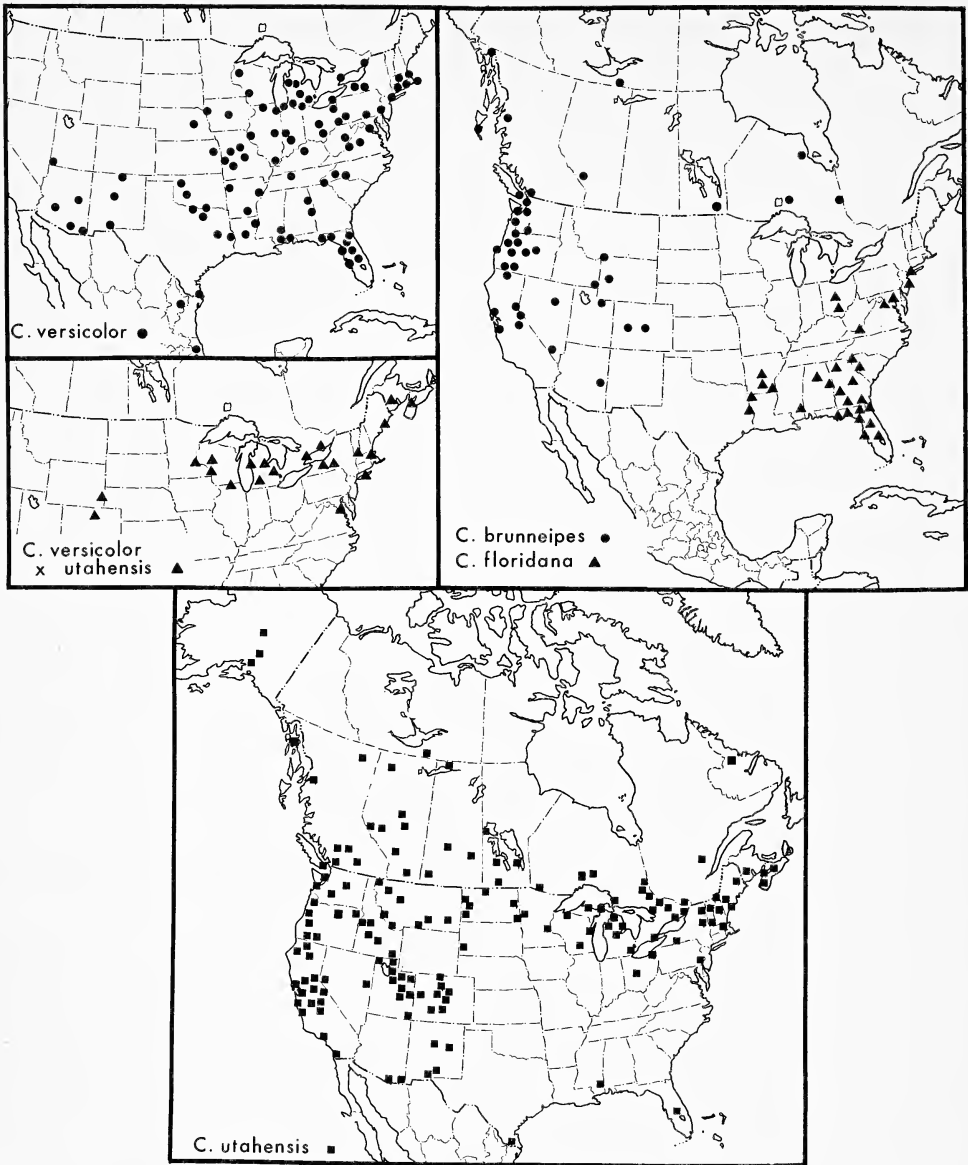 C. versicolor
C. versicolor
x utahensis
C. brunneipes
C. floridana
C. utahensis